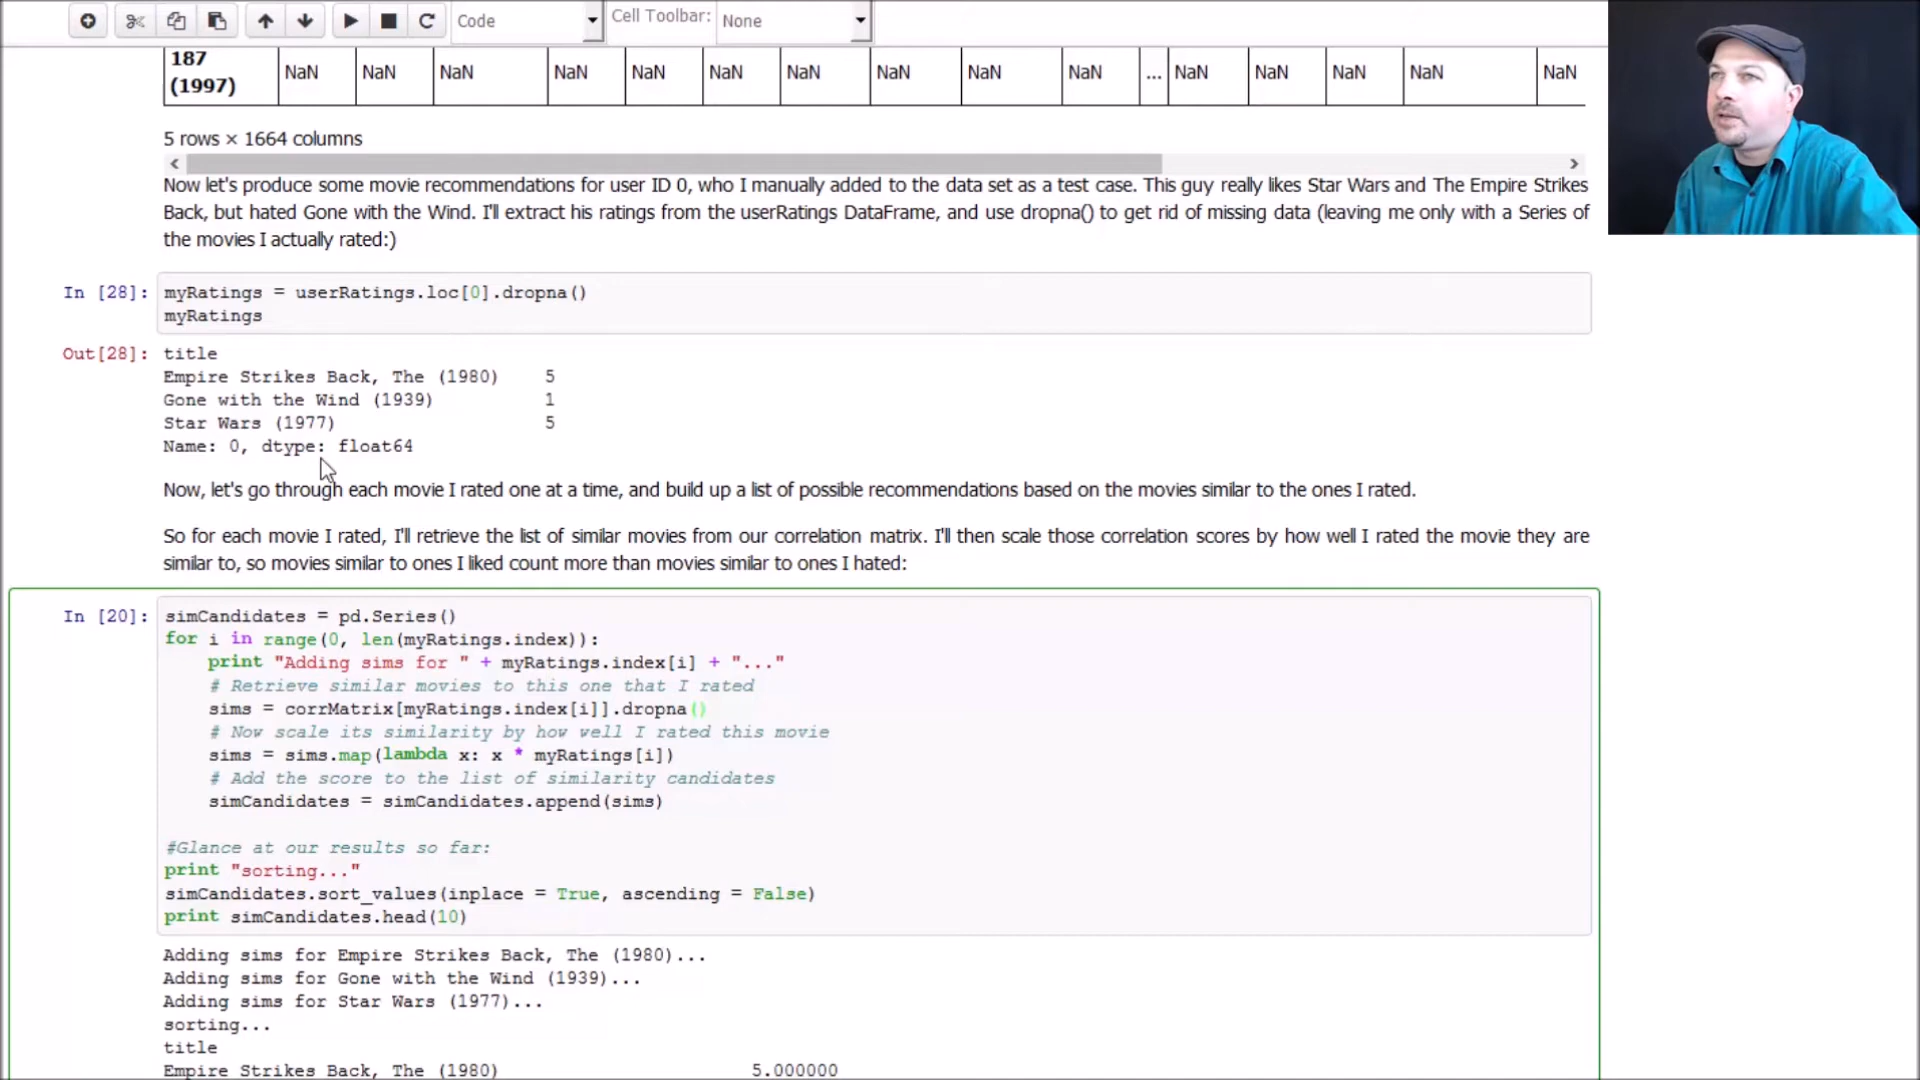 Code
Cell Toolbar: None
187
(1997) NaN NaN NaN NaN NaN NaN NaN NaN NaN NaN ... NaN NaN NaN NaN NaN
5 rows × 1664 columns
Now let's produce some movie recommendations for user ID 0, who I manually added to the data set as a test case. This guy really likes Star Wars and The Empire Strikes
Back, but hated Gone with the Wind. I'll extract his ratings from the userRatings DataFrame, and use dropna() to get rid of missing data (leaving me only with a Series of
the movies I actually rated:)
In [28]: myRatings = userRatings.loc[0].dropna()
myRatings
Out[28]: title
Empire Strikes Back, The (1980) 5
Gone with the Wind (1939) 1
Star Wars (1977) 5
Name: 0, dtype: float64
Now, let's go through each movie I rated one at a time, and build up a list of possible recommendations based on the movies similar to the ones I rated.
So for each movie I rated, I'll retrieve the list of similar movies from our correlation matrix. I'll then scale those correlation scores by how well I rated the movie they are
similar to, so movies similar to ones I liked count more than movies similar to ones I hated:
In [20]: simCandidates = pd.Series()
for i in range(0, len(myRatings.index)):
print "Adding sims for " + myRatings.index[i] + "..."
# Retrieve similar movies to this one that I rated
sims = corrMatrix[myRatings.index[i]].dropna()
# Now scale its similarity by how well I rated this movie
sims = sims.map(lambda x: x * myRatings[i])
# Add the score to the list of similarity candidates
simCandidates = simCandidates.append(sims)
#Glance at our results so far:
print "sorting..."
simCandidates.sort_values(inplace = True, ascending = False)
print simCandidates.head(10)
Adding sims for Empire Strikes Back, The (1980)...
Adding sims for Gone with the Wind (1939)...
Adding sims for Star Wars (1977)...
sorting...
title
Empire Strikes Back, The (1980) 5.000000